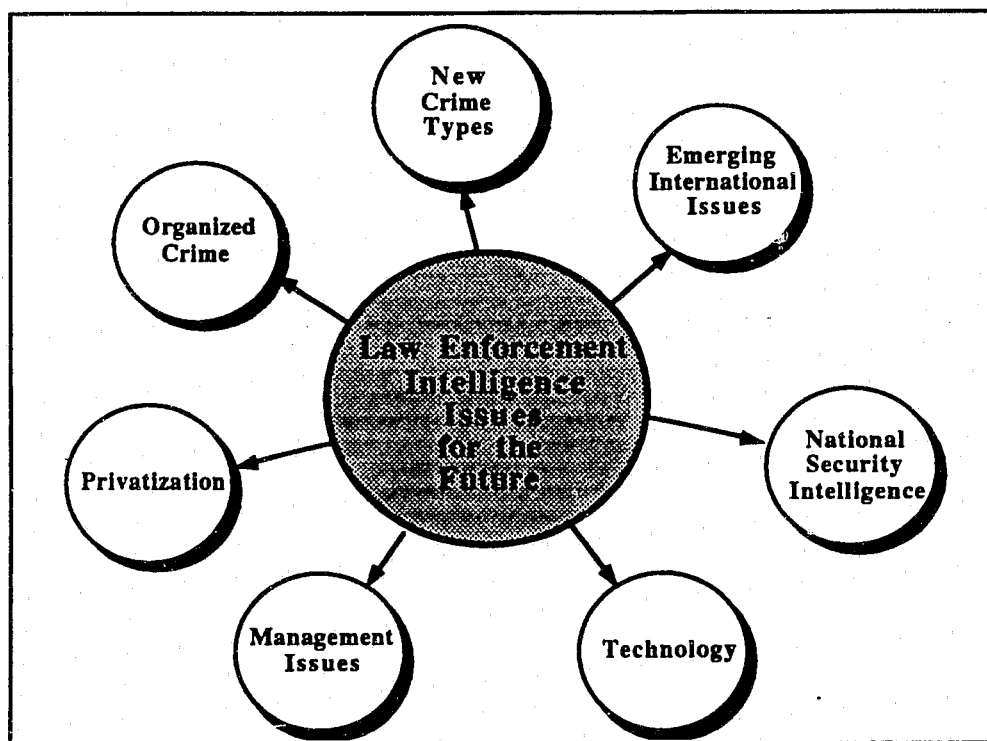 New
Crime
Types
Emerging
International
Issues
Organized
Crime
Law Enforcement
Intelligence
Issues
for the
Future
National
Security
Intelligence
Privatization
Management
Issues
Technology